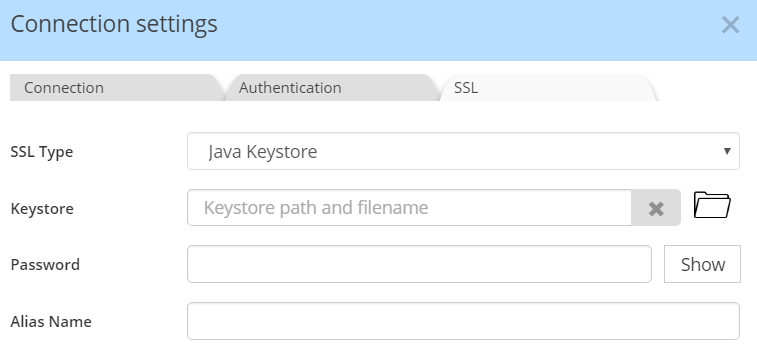 Connection settings
Connection Authentication SSL
SSL Type Java Keystore
Keystore Keystore path and filename
Password Show
Alias Name